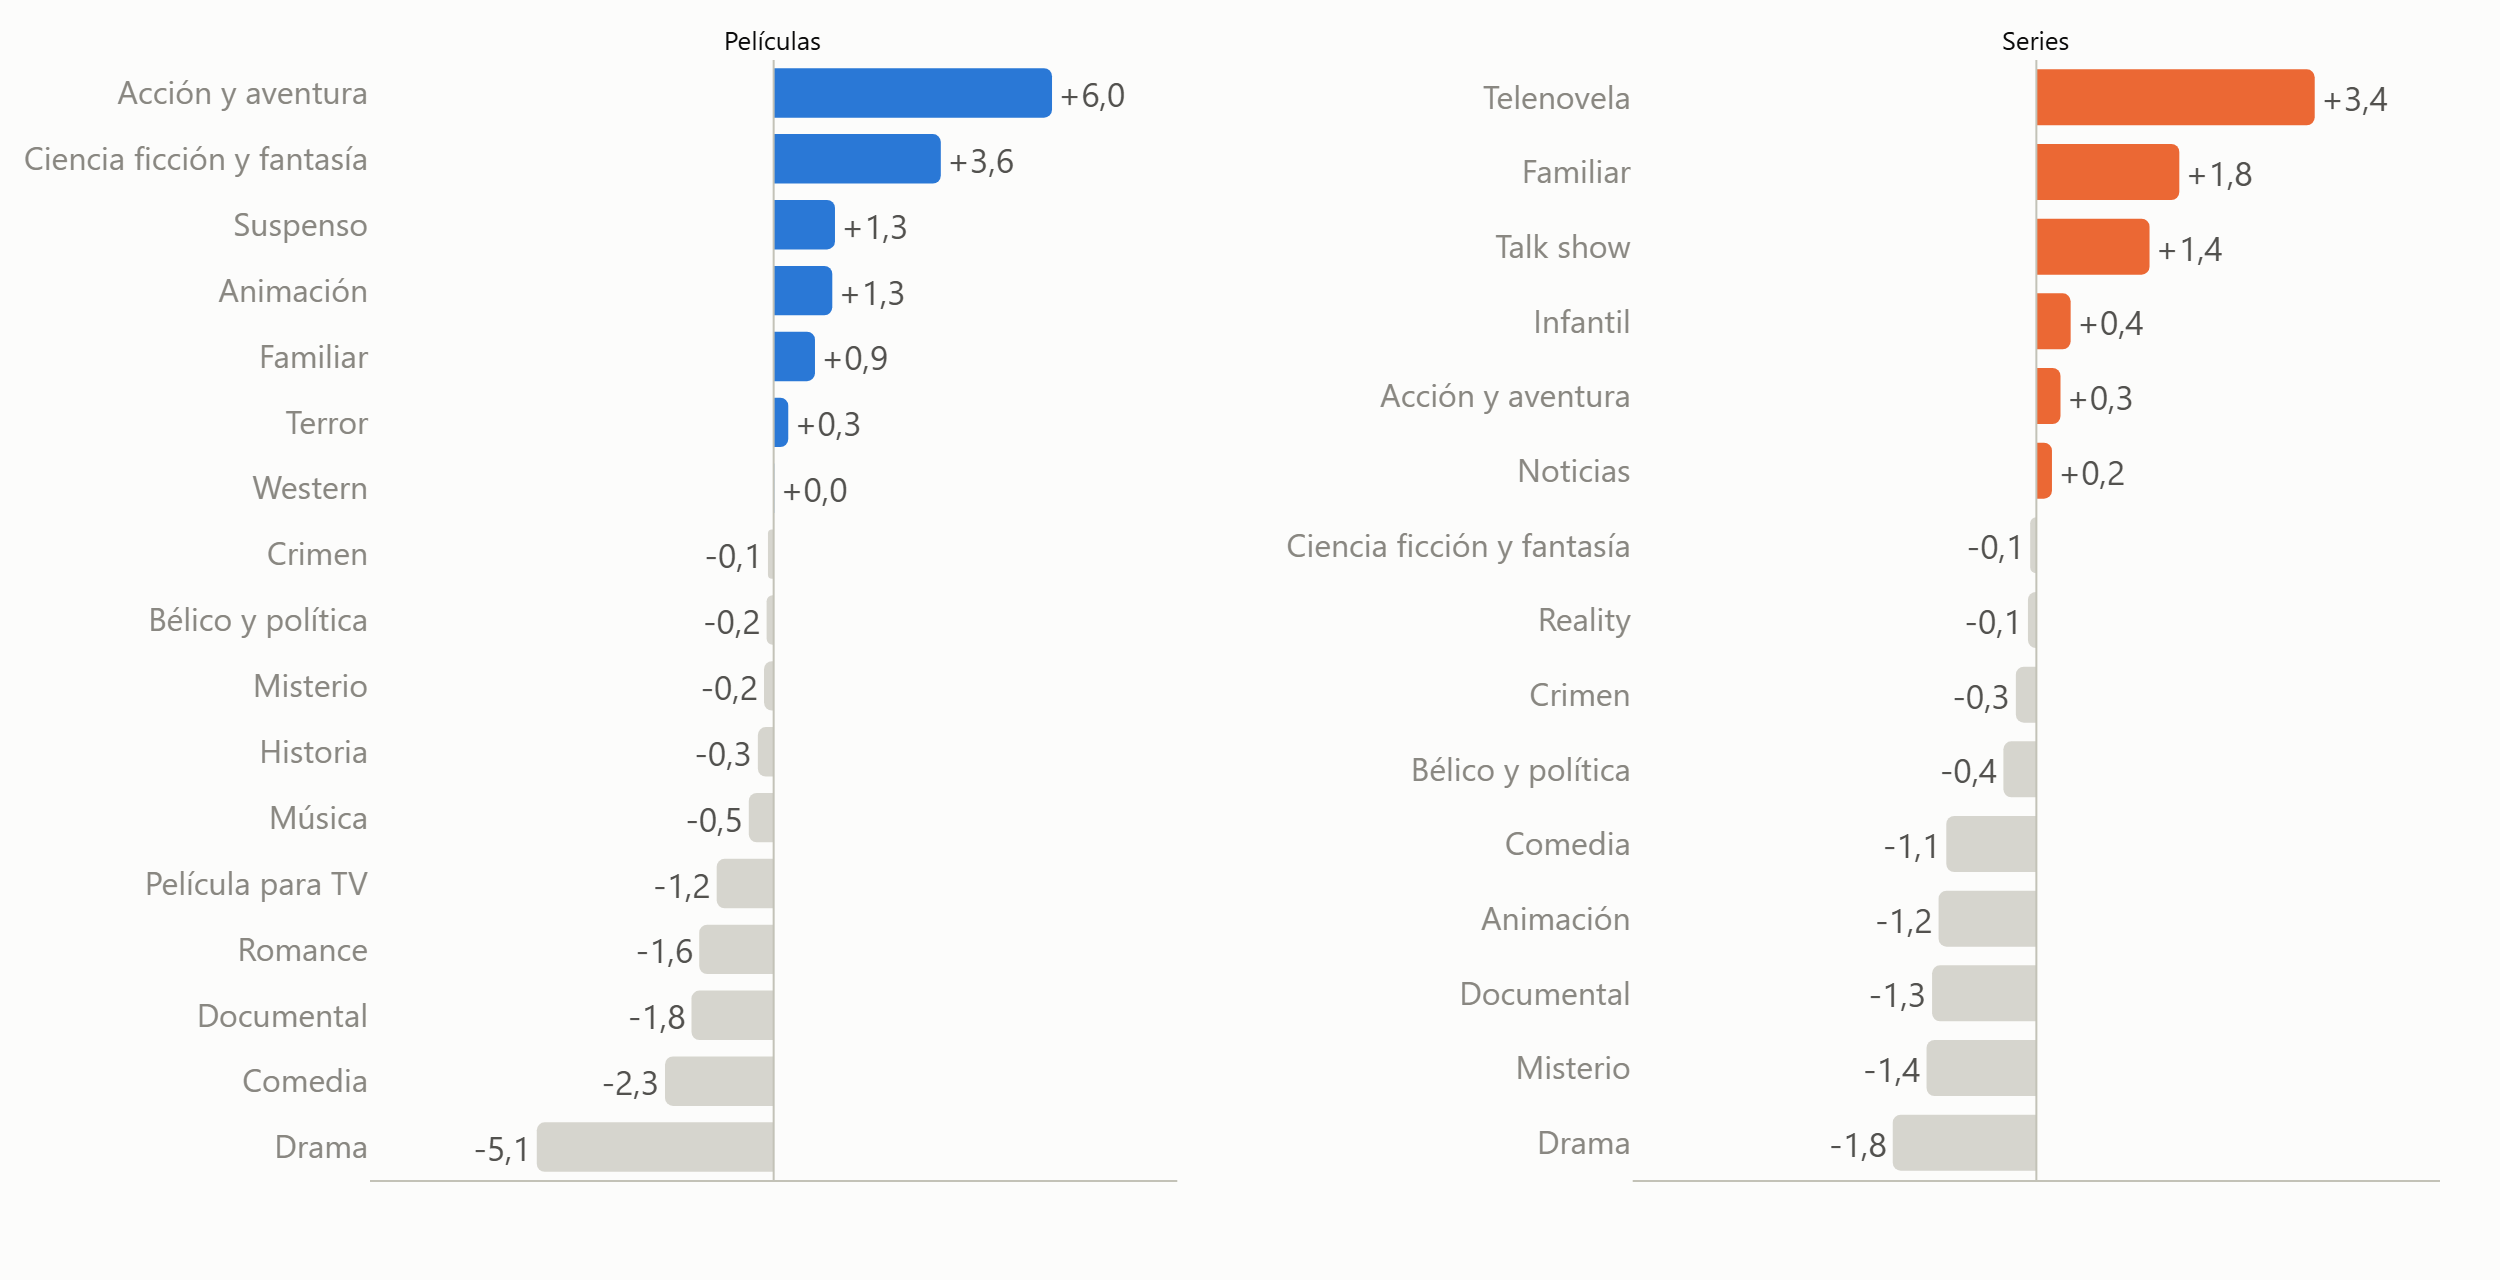 Películas
Acción y aventura +6,0
Ciencia ficción y fantasía +3,6
Suspenso +1,3
Animación +1,3
Familiar +0,9
Terror +0,3
Western +0,0
Crimen -0,1
Bélico y política -0,2
Misterio -0,2
Historia -0,3
Música -0,5
Película para TV -1,2
Romance -1,6
Documental -1,8
Comedia -2,3
Drama -5,1
Series
Telenovela +3,4
Familiar +1,8
Talk show +1,4
Infantil +0,4
Acción y aventura +0,3
Noticias +0,2
Ciencia ficción y fantasía -0,1
Reality -0,1
Crimen -0,3
Bélico y política -0,4
Comedia -1,1
Animación -1,2
Documental -1,3
Misterio -1,4
Drama -1,8